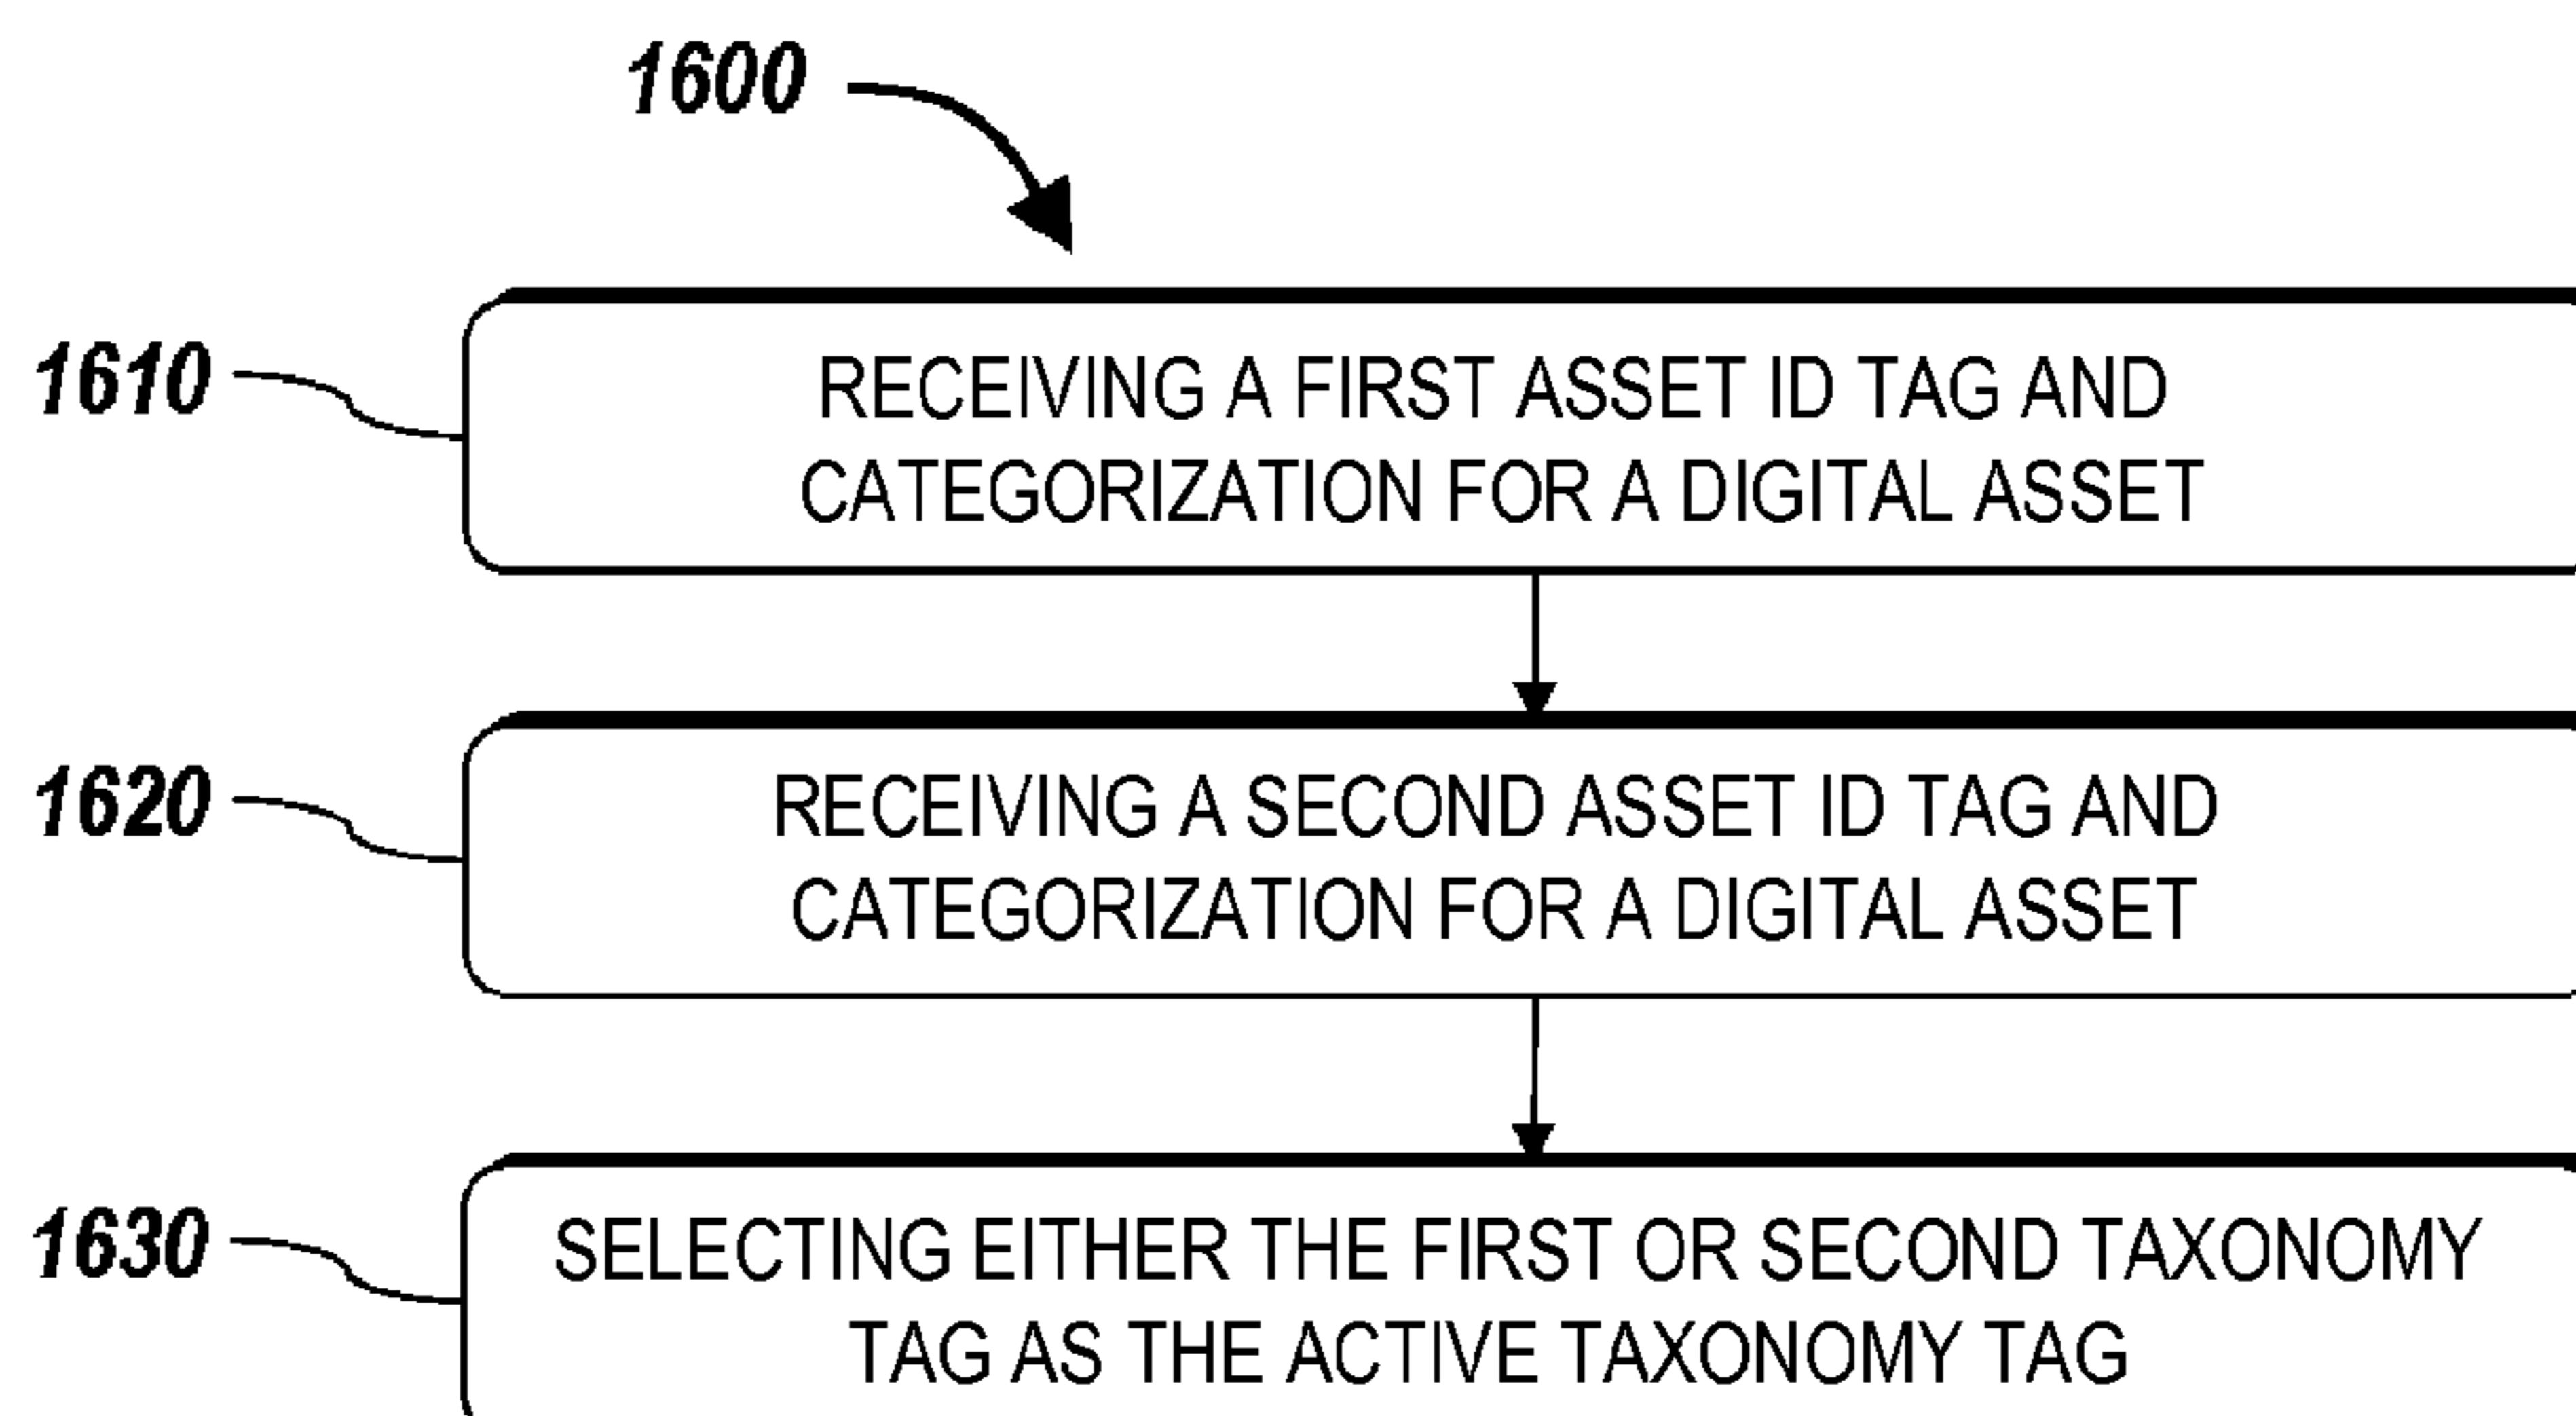 1600
1610
RECEIVING A FIRST ASSET ID TAG AND
CATEGORIZATION FOR A DIGITAL ASSET
1620
RECEIVING A SECOND ASSET ID TAG AND
CATEGORIZATION FOR A DIGITAL ASSET
1630
SELECTING EITHER THE FIRST OR SECOND TAXONOMY
TAG AS THE ACTIVE TAXONOMY TAG